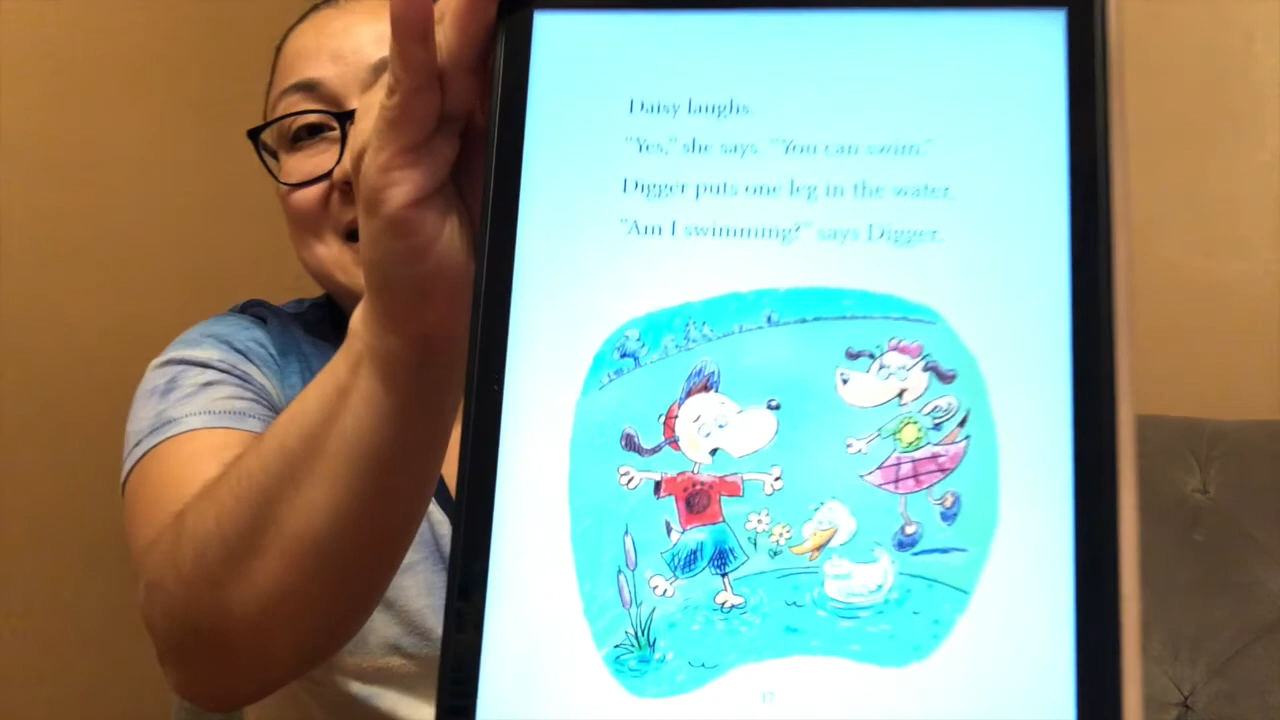 Daisy laughs.
"Yes," she says. "You can swim."
Digger puts one leg in the water.
"Am I swimming?" says Digger.
17